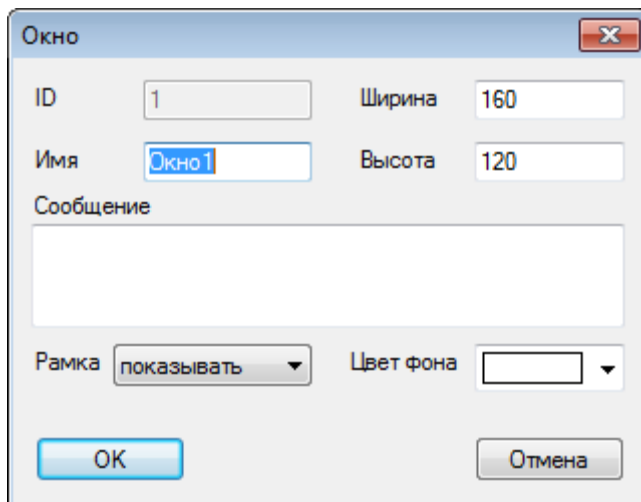 Окно
ID 1 Ширина 160
Имя Окно1 Высота 120
Сообщение
Рамка показывать Цвет фона
OK Отмена